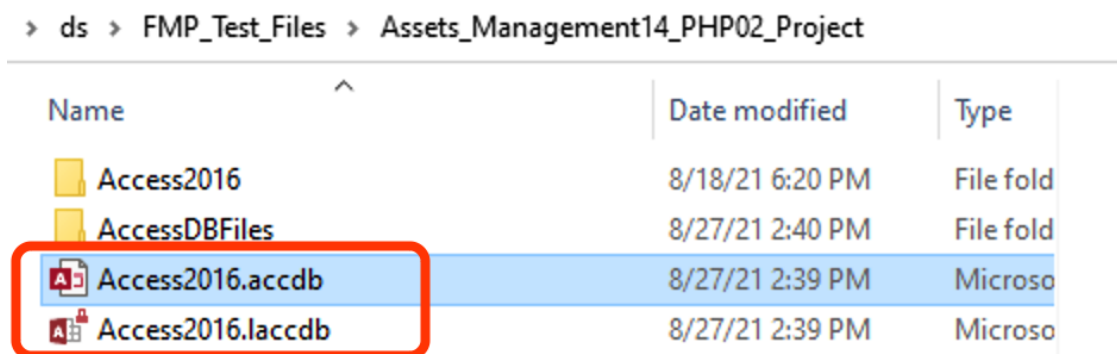 > ds > FMP_Test_Files > Assets_Management14_PHP02_Project
Name Date modified Type
Access2016 8/18/21 6:20 PM File fold
AccessDBFiles 8/27/21 2:40 PM File fold
Access2016.accdb 8/27/21 2:39 PM Microso
Access2016.laccdb 8/27/21 2:39 PM Microso